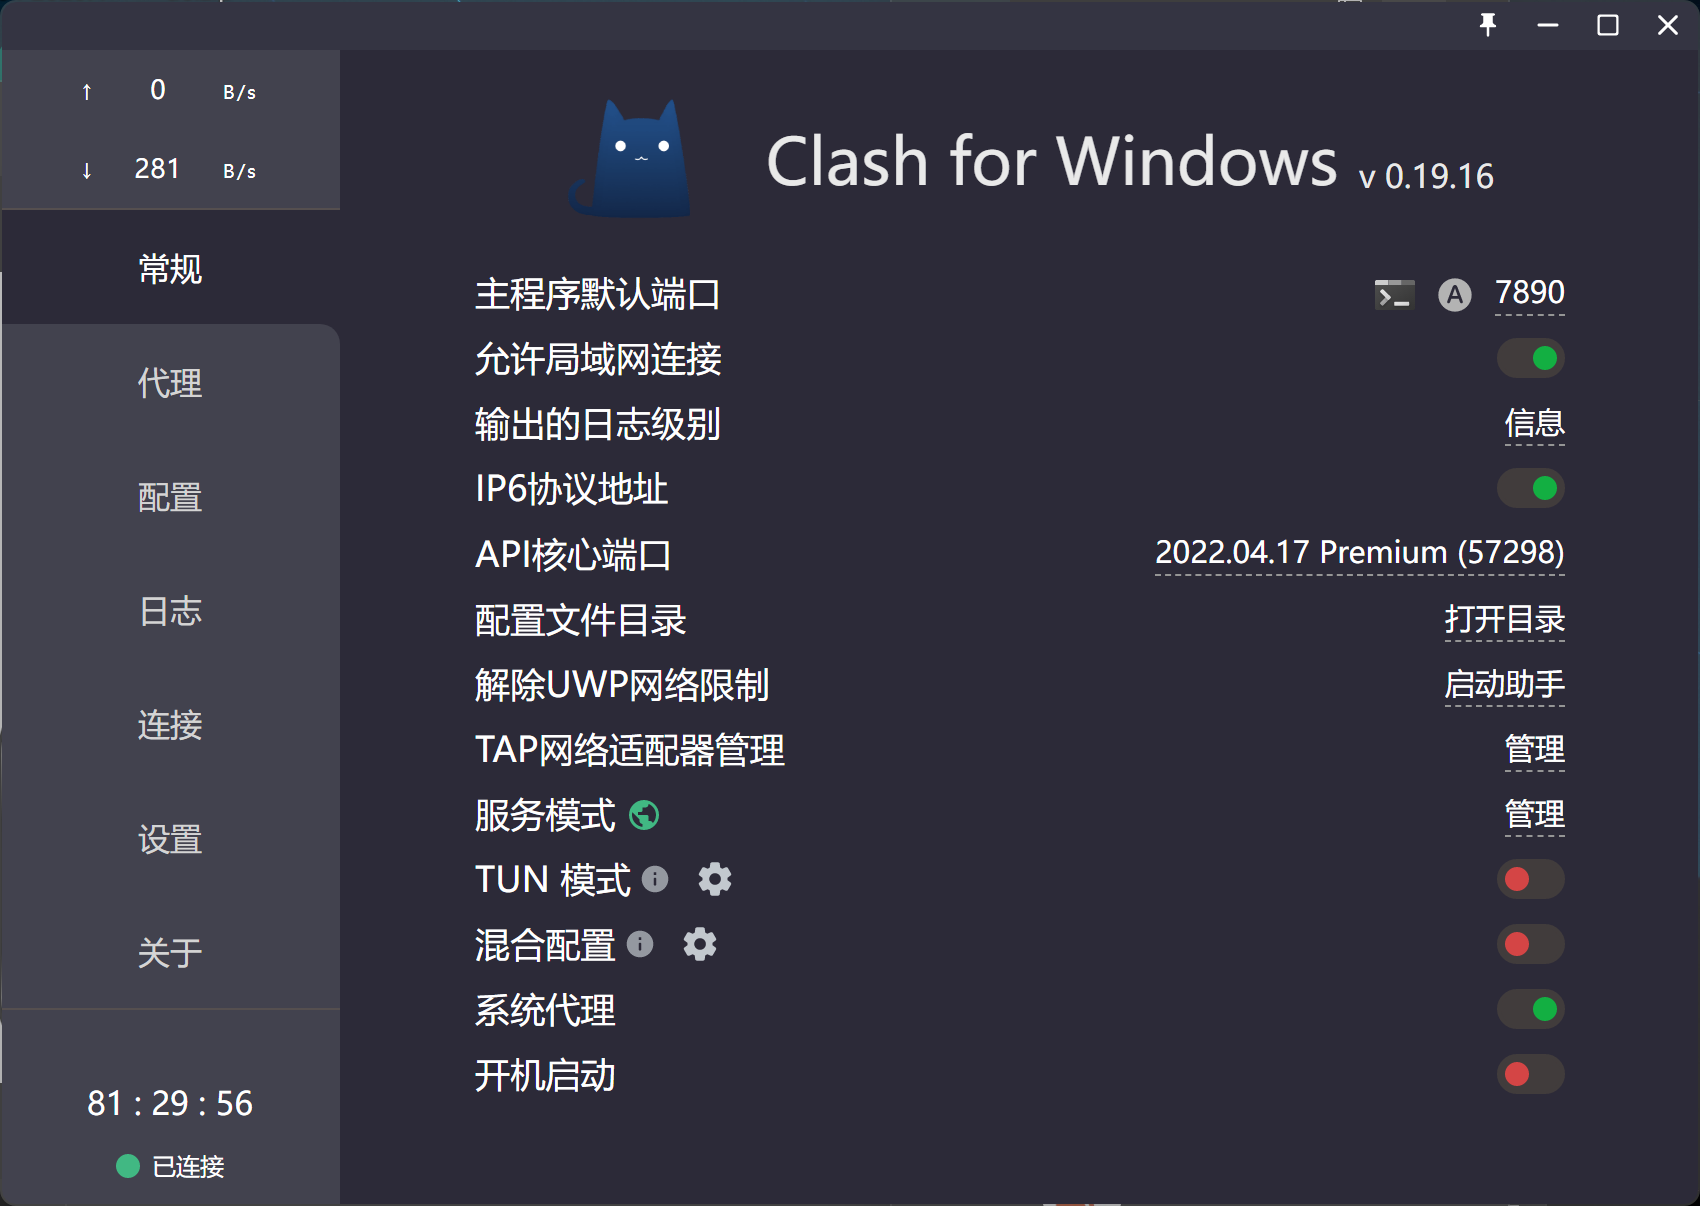 ↑ 0 B/s
↓ 281 B/s
常规
代理
配置
日志
连接
设置
关于
81 : 29 : 56
已连接
Clash for Windows v 0.19.16
主程序默认端口 A 7890
允许局域网连接
输出的日志级别 信息
IP6协议地址
API核心端口 2022.04.17 Premium (57298)
配置文件目录 打开目录
解除UWP网络限制 启动助手
TAP网络适配器管理 管理
服务模式 管理
TUN 模式
混合配置
系统代理
开机启动